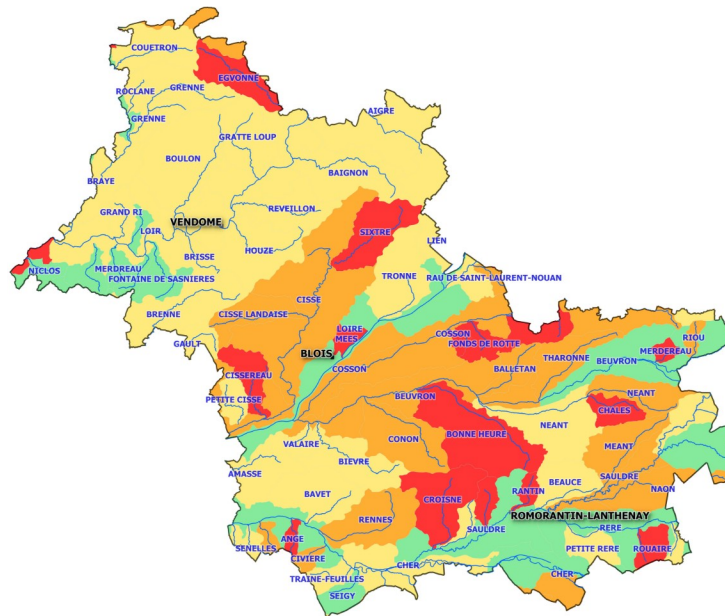 COUETRON
EGVONNE
ROCLANE
GRENNE
GRENNE
AIGRE
GRATTE LOUP
BOULON
BAIGNON
BRAYE
GRAND RI
VENDOME
REVEILLON
LOIR
SIXTRE
LIEN
HOUZE
BRISSE
NICLOS
MERDREAU
FONTAINE DE SASNIERES
TRONNE
RAU DE SAINT-LAURENT-NOUAN
CISSE
BRENNE
CISSE LANDAISE
LOIRE
MEES
GAULT
BLOIS
COSSON
FONDS DE ROTTE
RIOU
MERDEREAU
THARONNE
BEUVRON
BALLETAN
COSSON
CISSEREAU
PETITE CISSE
BEUVRON
NEANT
CHALES
NEANT
VALAIRE
CONON
BONNE HEURE
MEANT
BIEVRE
AMASSE
SAULDRE
BEAUCE
NAON
BAVET
CROISNE
RANTIN
RENNES
ROMORANTIN-LANTHENAY
SAULDRE
RERE
ANGE
SENELLES
PETITE RERE
ROUAIRE
CIVIERE
CHER
CHER
TRAINE-FEUILLES
SEIGY